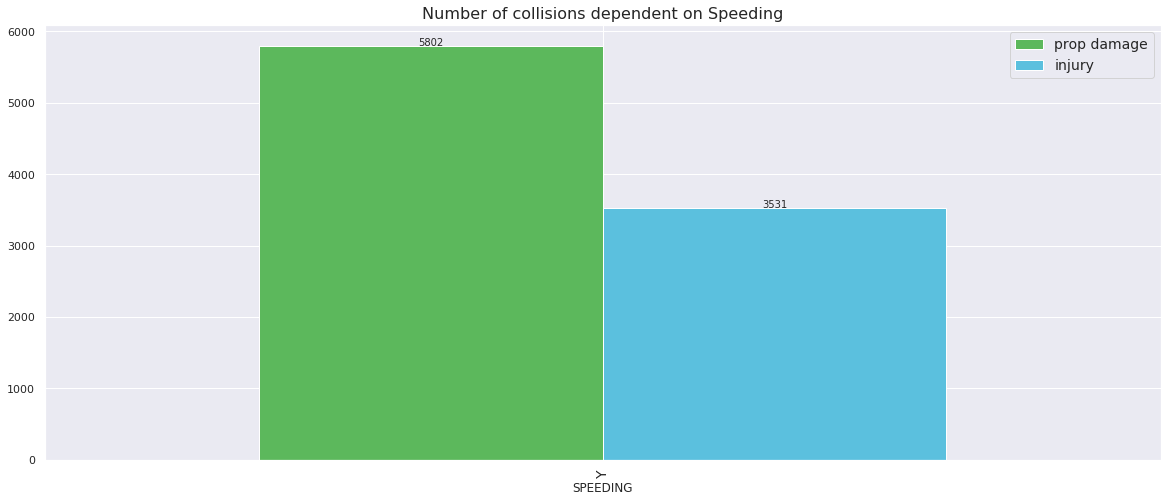 Number of collisions dependent on Speeding
prop damage
injury
6000
5000
4000
3000
2000
1000
0
5802
3531
Y
SPEEDING